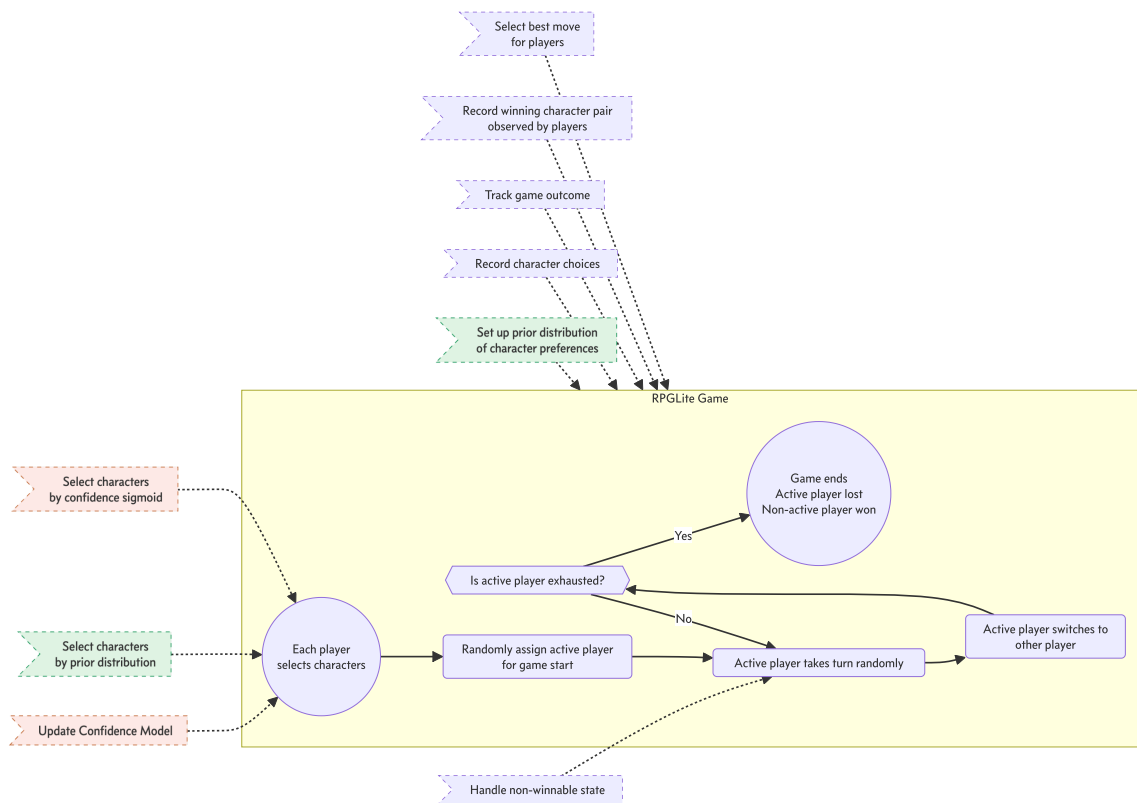 Select best move
for players
Record winning character pair
observed by players
Track game outcome
Record character choices
Set up prior distribution
of character preferences
RPGLite Game
Select characters
by confidence sigmoid
Game ends
Active player lost
Non-active player won
Yes
Is active player exhausted?
No
Select characters
by prior distribution
Each player
selects characters
Randomly assign active player
for game start
Active player takes turn randomly
Active player switches to
other player
Update Confidence Model
Handle non-winnable state